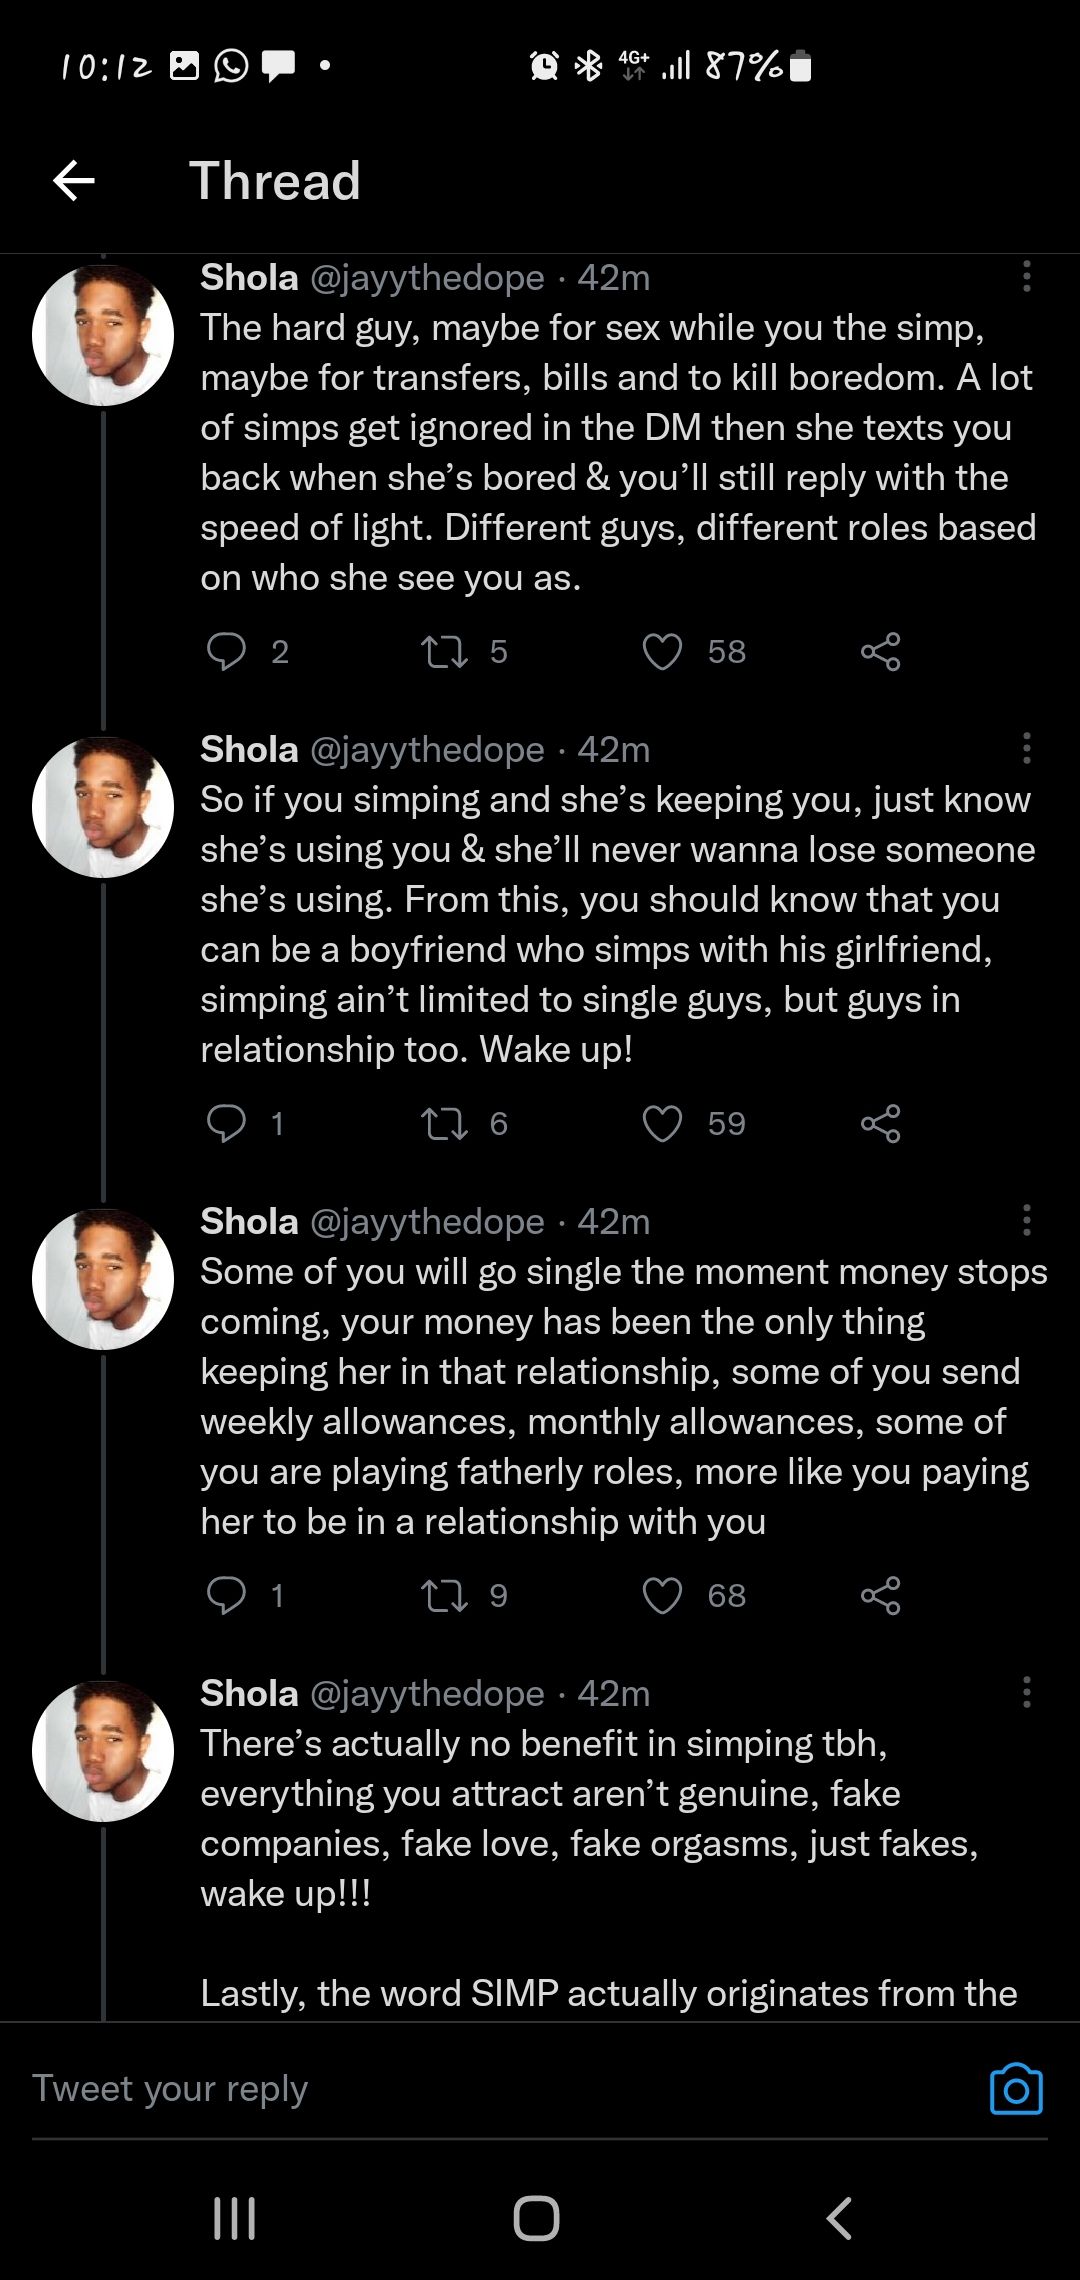 10:12 4G+ 87%
Thread
Shola @jayythedope · 42m
The hard guy, maybe for sex while you the simp,
maybe for transfers, bills and to kill boredom. A lot
of simps get ignored in the DM then she texts you
back when she’s bored & you’ll still reply with the
speed of light. Different guys, different roles based
on who she see you as.
2 5 58
Shola @jayythedope · 42m
So if you simping and she’s keeping you, just know
she’s using you & she’ll never wanna lose someone
she’s using. From this, you should know that you
can be a boyfriend who simps with his girlfriend,
simping ain’t limited to single guys, but guys in
relationship too. Wake up!
1 6 59
Shola @jayythedope · 42m
Some of you will go single the moment money stops
coming, your money has been the only thing
keeping her in that relationship, some of you send
weekly allowances, monthly allowances, some of
you are playing fatherly roles, more like you paying
her to be in a relationship with you
1 9 68
Shola @jayythedope · 42m
There’s actually no benefit in simping tbh,
everything you attract aren’t genuine, fake
companies, fake love, fake orgasms, just fakes,
wake up!!!
Lastly, the word SIMP actually originates from the
Tweet your reply